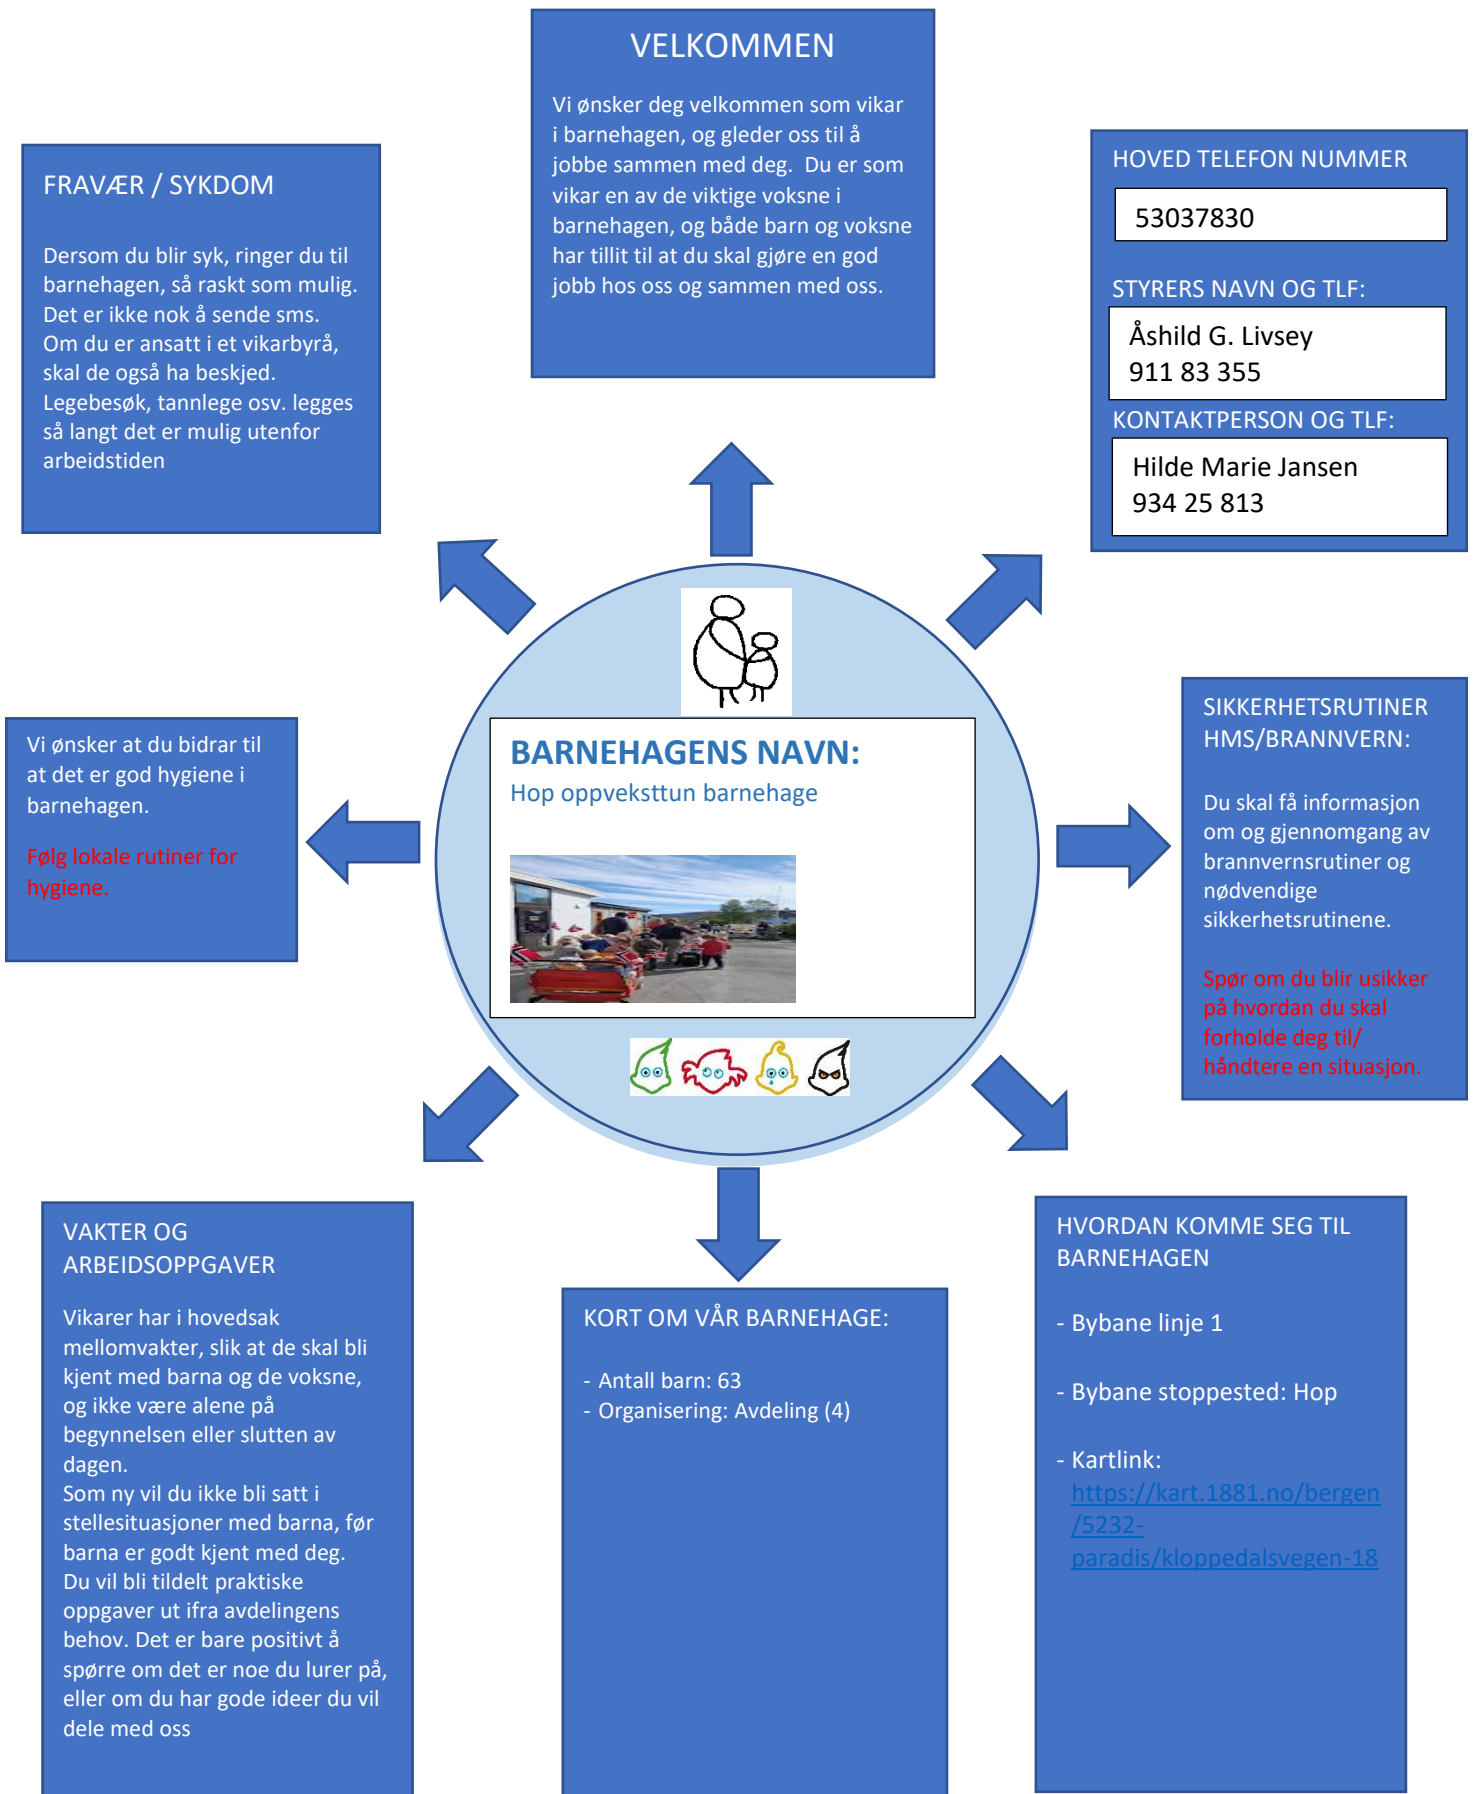 VELKOMMEN
Vi ønsker deg velkommen som vikar
i barnehagen, og gleder oss til å
jobbe sammen med deg.  Du er som
vikar en av de viktige voksne i
barnehagen, og både barn og voksne
har tillit til at du skal gjøre en god
jobb hos oss og sammen med oss.
FRAVÆR / SYKDOM
Dersom du blir syk, ringer du til
barnehagen, så raskt som mulig.
Det er ikke nok å sende sms.
Om du er ansatt i et vikarbyrå,
skal de også ha beskjed.
Legebesøk, tannlege osv. legges
så langt det er mulig utenfor
arbeidstiden
HOVED TELEFON NUMMER
53037830
STYRERS NAVN OG TLF:
Åshild G. Livsey
911 83 355
KONTAKTPERSON OG TLF:
Hilde Marie Jansen
934 25 813
Vi ønsker at du bidrar til
at det er god hygiene i
barnehagen.
Følg lokale rutiner for
hygiene.
BARNEHAGENS NAVN:
Hop oppveksttun barnehage
SIKKERHETSRUTINER
HMS/BRANNVERN:
Du skal få informasjon
om og gjennomgang av
brannvernsrutiner og
nødvendige
sikkerhetsrutinene.
Spør om du blir usikker
på hvordan du skal
forholde deg til/
håndtere en situasjon.
VAKTER OG
ARBEIDSOPPGAVER
Vikarer har i hovedsak
mellomvakter, slik at de skal bli
kjent med barna og de voksne,
og ikke være alene på
begynnelsen eller slutten av
dagen.
Som ny vil du ikke bli satt i
stellesituasjoner med barna, før
barna er godt kjent med deg.
Du vil bli tildelt praktiske
oppgaver ut ifra avdelingens
behov. Det er bare positivt å
spørre om det er noe du lurer på,
eller om du har gode ideer du vil
dele med oss
KORT OM VÅR BARNEHAGE:
- Antall barn: 63
- Organisering: Avdeling (4)
HVORDAN KOMME SEG TIL
BARNEHAGEN
- Bybane linje 1
- Bybane stoppested: Hop
- Kartlink:
https://kart.1881.no/bergen
/5232-
paradis/kloppedalsvegen-18